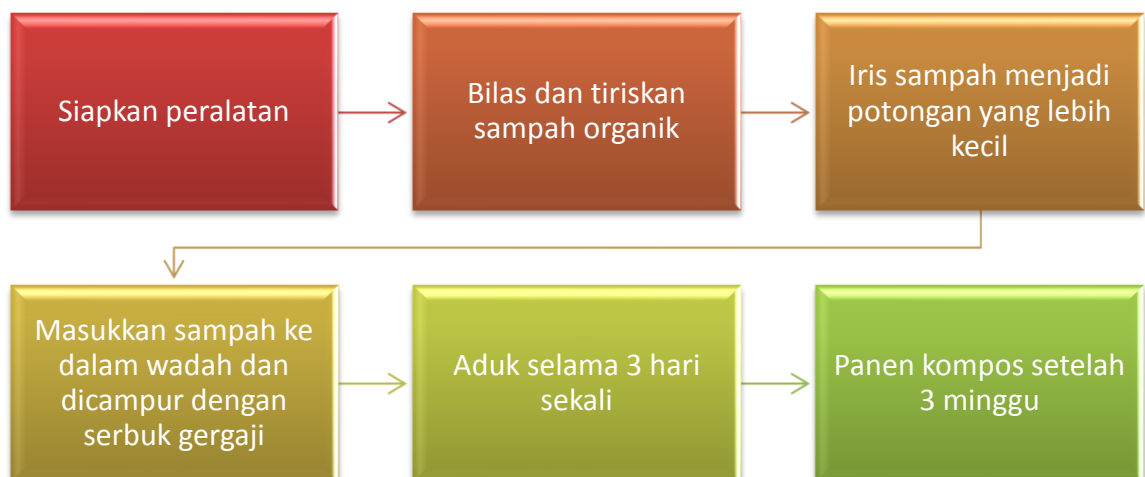 Siapkan peralatan
Bilas dan tiriskan
sampah organik
Iris sampah menjadi
potongan yang lebih
kecil
Masukkan sampah ke
dalam wadah dan
dicampur dengan
serbuk gergaji
Aduk selama 3 hari
sekali
Panen kompos setelah
3 minggu